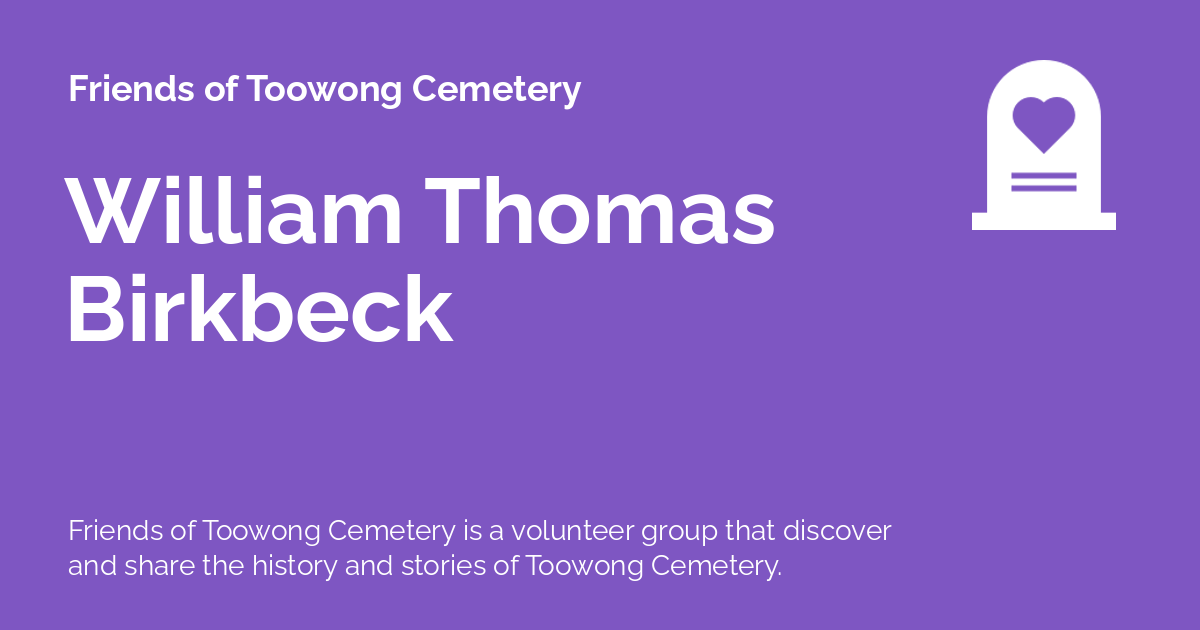 Friends of Toowong Cemetery
William Thomas
Birkbeck
Friends of Toowong Cemetery is a volunteer group that discover
and share the history and stories of Toowong Cemetery.